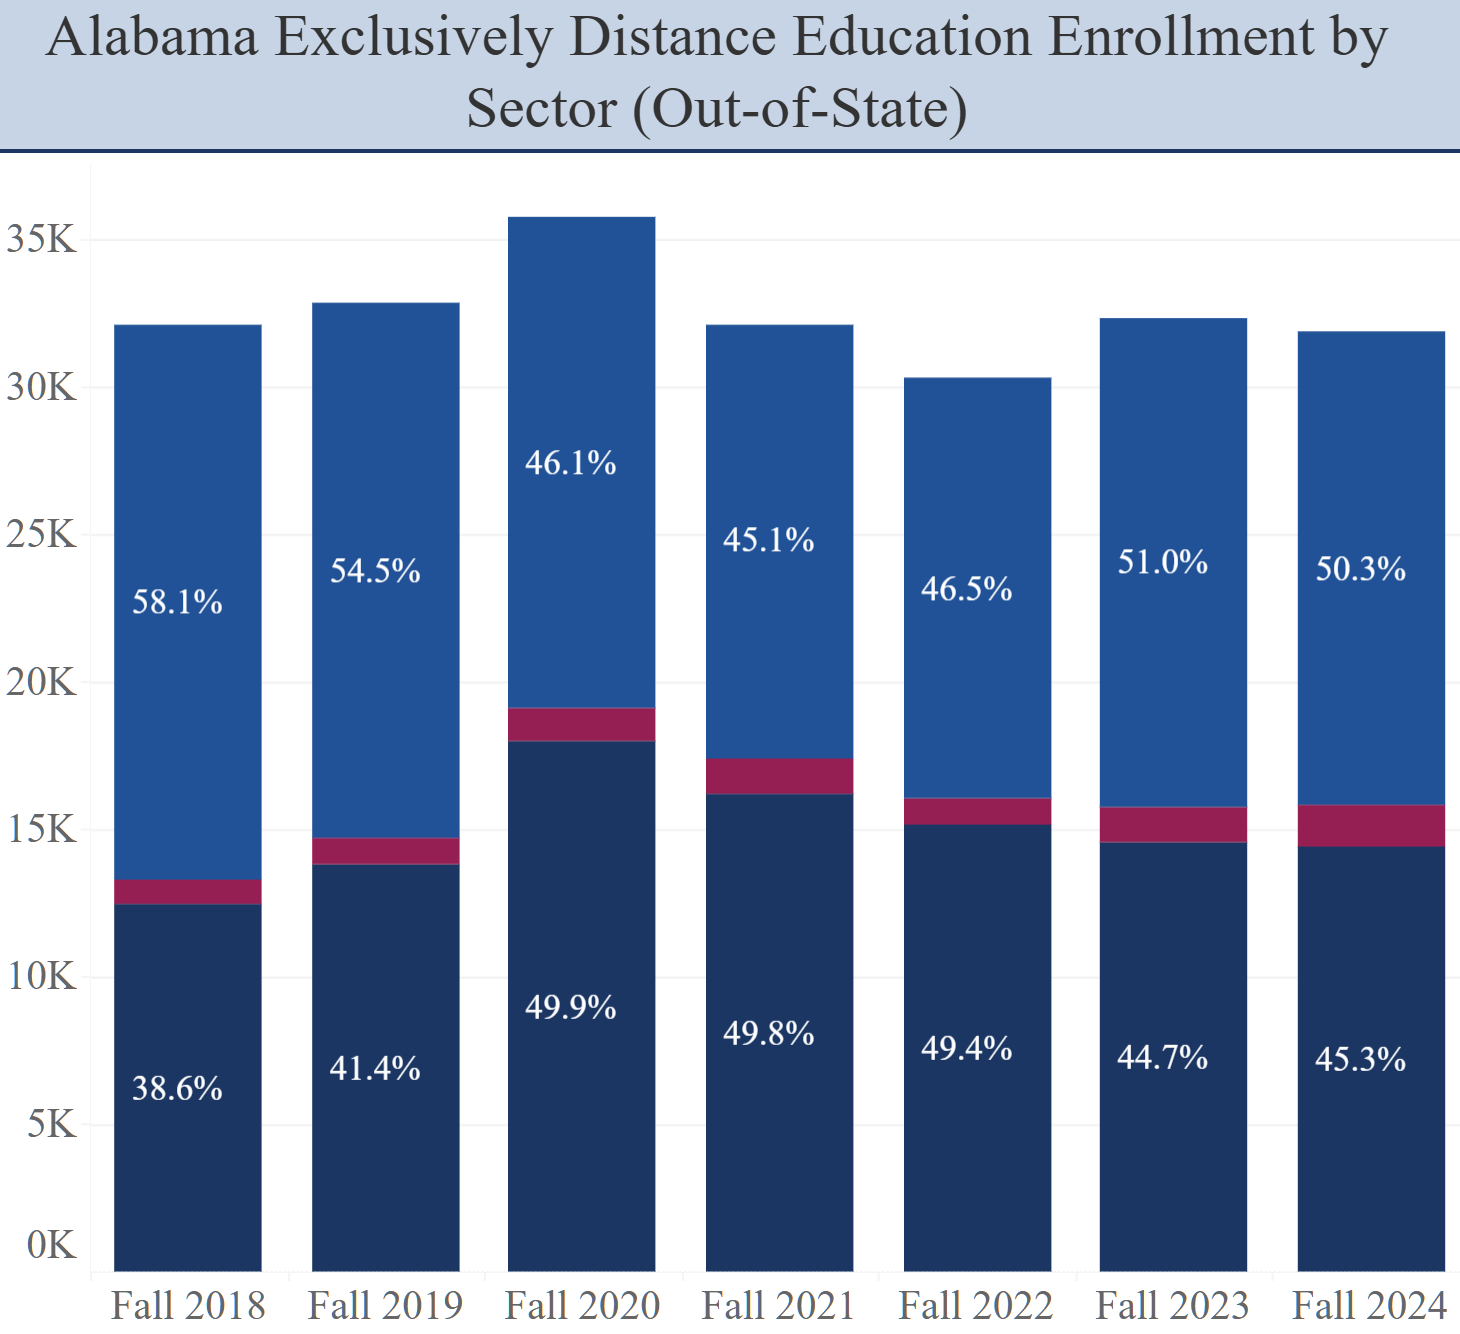 Alabama Exclusively Distance Education Enrollment by
Sector (Out-of-State)
35K
30K
25K
20K
15K
10K
5K
0K
58.1%
38.6%
54.5%
41.4%
46.1%
49.9%
45.1%
49.8%
46.5%
49.4%
51.0%
44.7%
50.3%
45.3%
Fall 2018 Fall 2019 Fall 2020 Fall 2021 Fall 2022 Fall 2023 Fall 2024